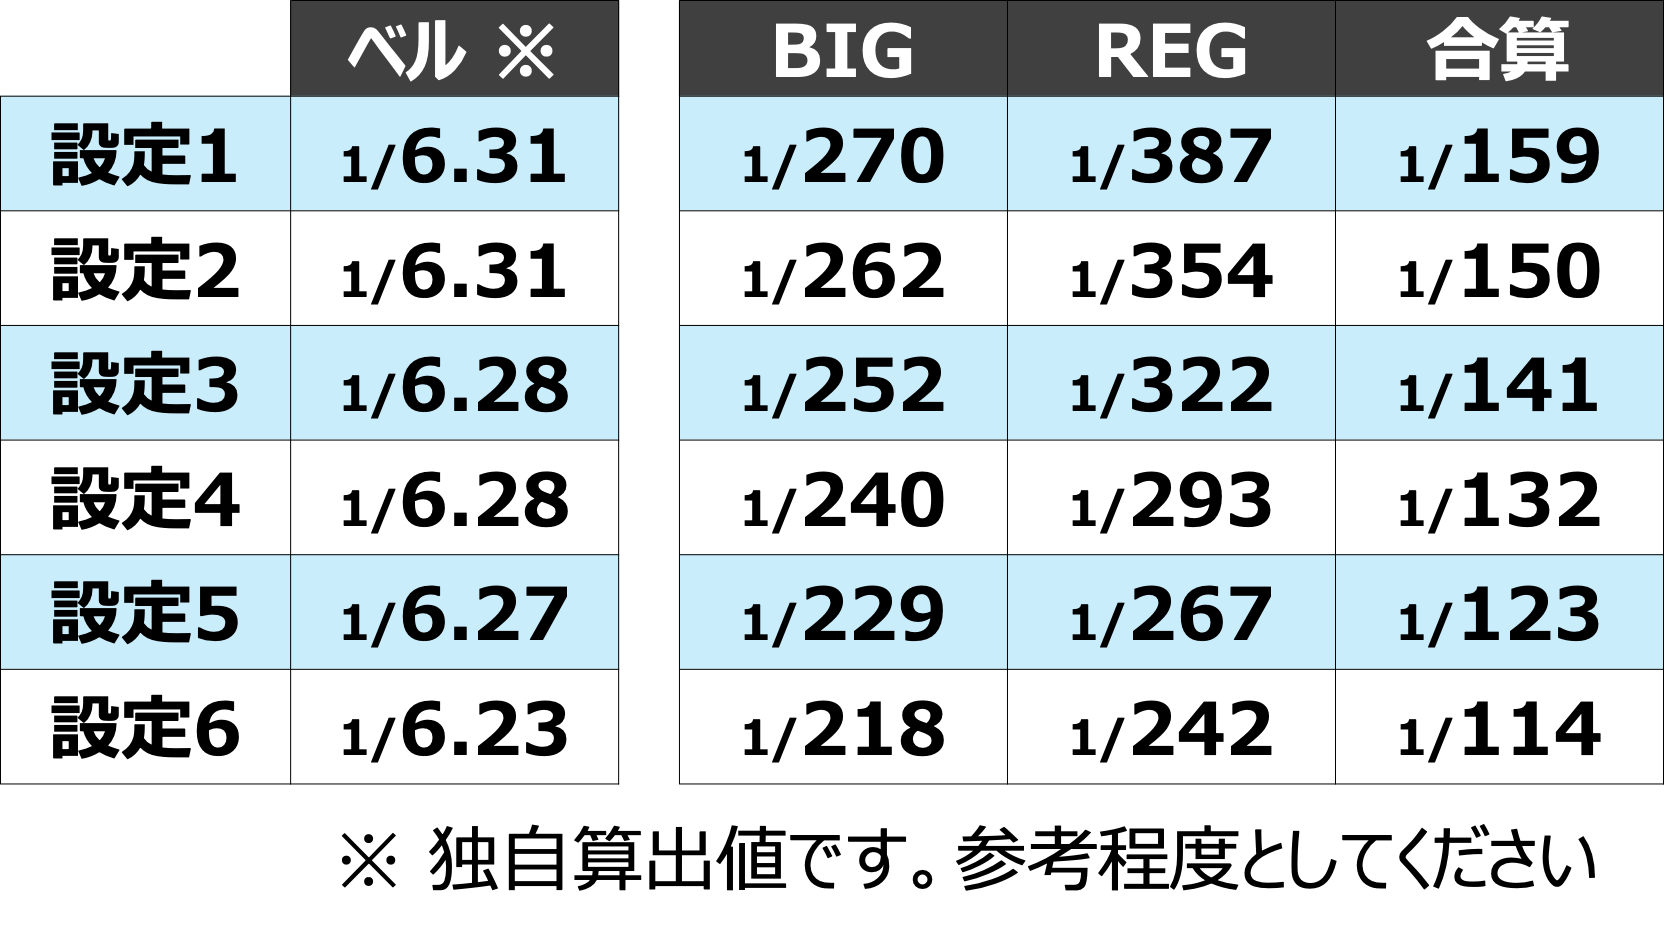 ベル ※ BIG REG 合算
設定1 1/6.31 1/270 1/387 1/159
設定2 1/6.31 1/262 1/354 1/150
設定3 1/6.28 1/252 1/322 1/141
設定4 1/6.28 1/240 1/293 1/132
設定5 1/6.27 1/229 1/267 1/123
設定6 1/6.23 1/218 1/242 1/114
※ 独自算出値です。参考程度としてください